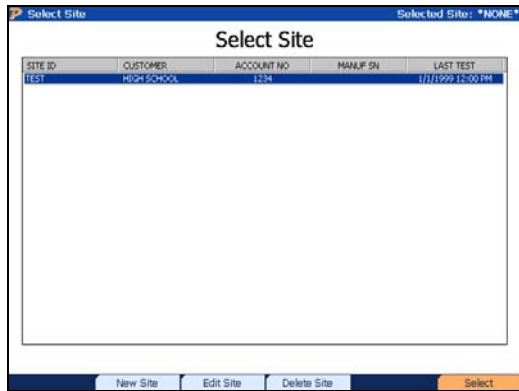 Select Site Selected Site: *NONE*
Select Site
SITE ID CUSTOMER ACCOUNT NO MANUF SN LAST TEST
TEST HIGH SCHOOL 1234 1/1/1999 12:00 PM
New Site Edit Site Delete Site Select